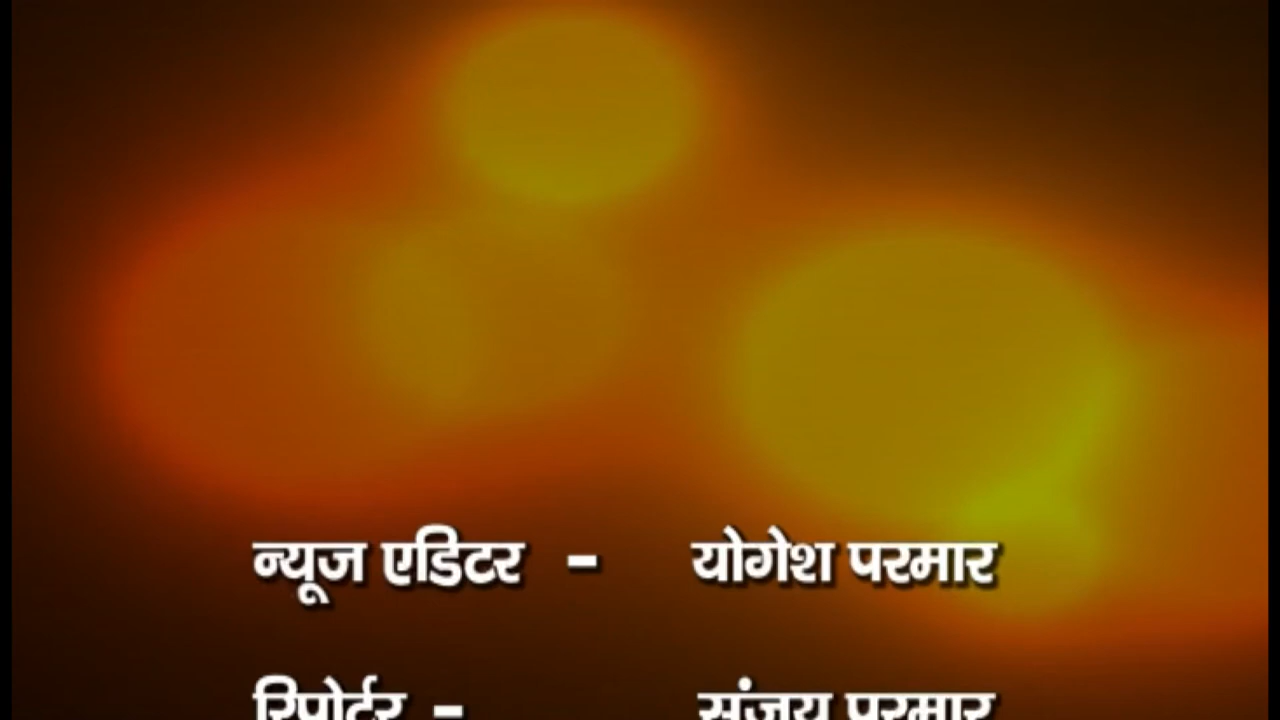 न्यूज एडिटर - योगेश परमार
रिपोर्टर - संजय परमार